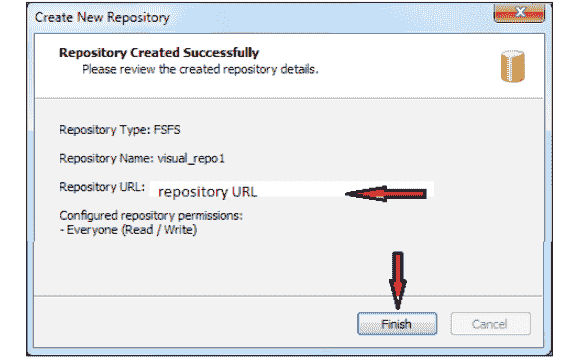 Create New Repository
Repository Created Successfully
Please review the created repository details.
Repository Type: FSFS
Repository Name: visual_repo1
Repository URL: repository URL
Configured repository permissions:
- Everyone (Read / Write)
Finish Cancel